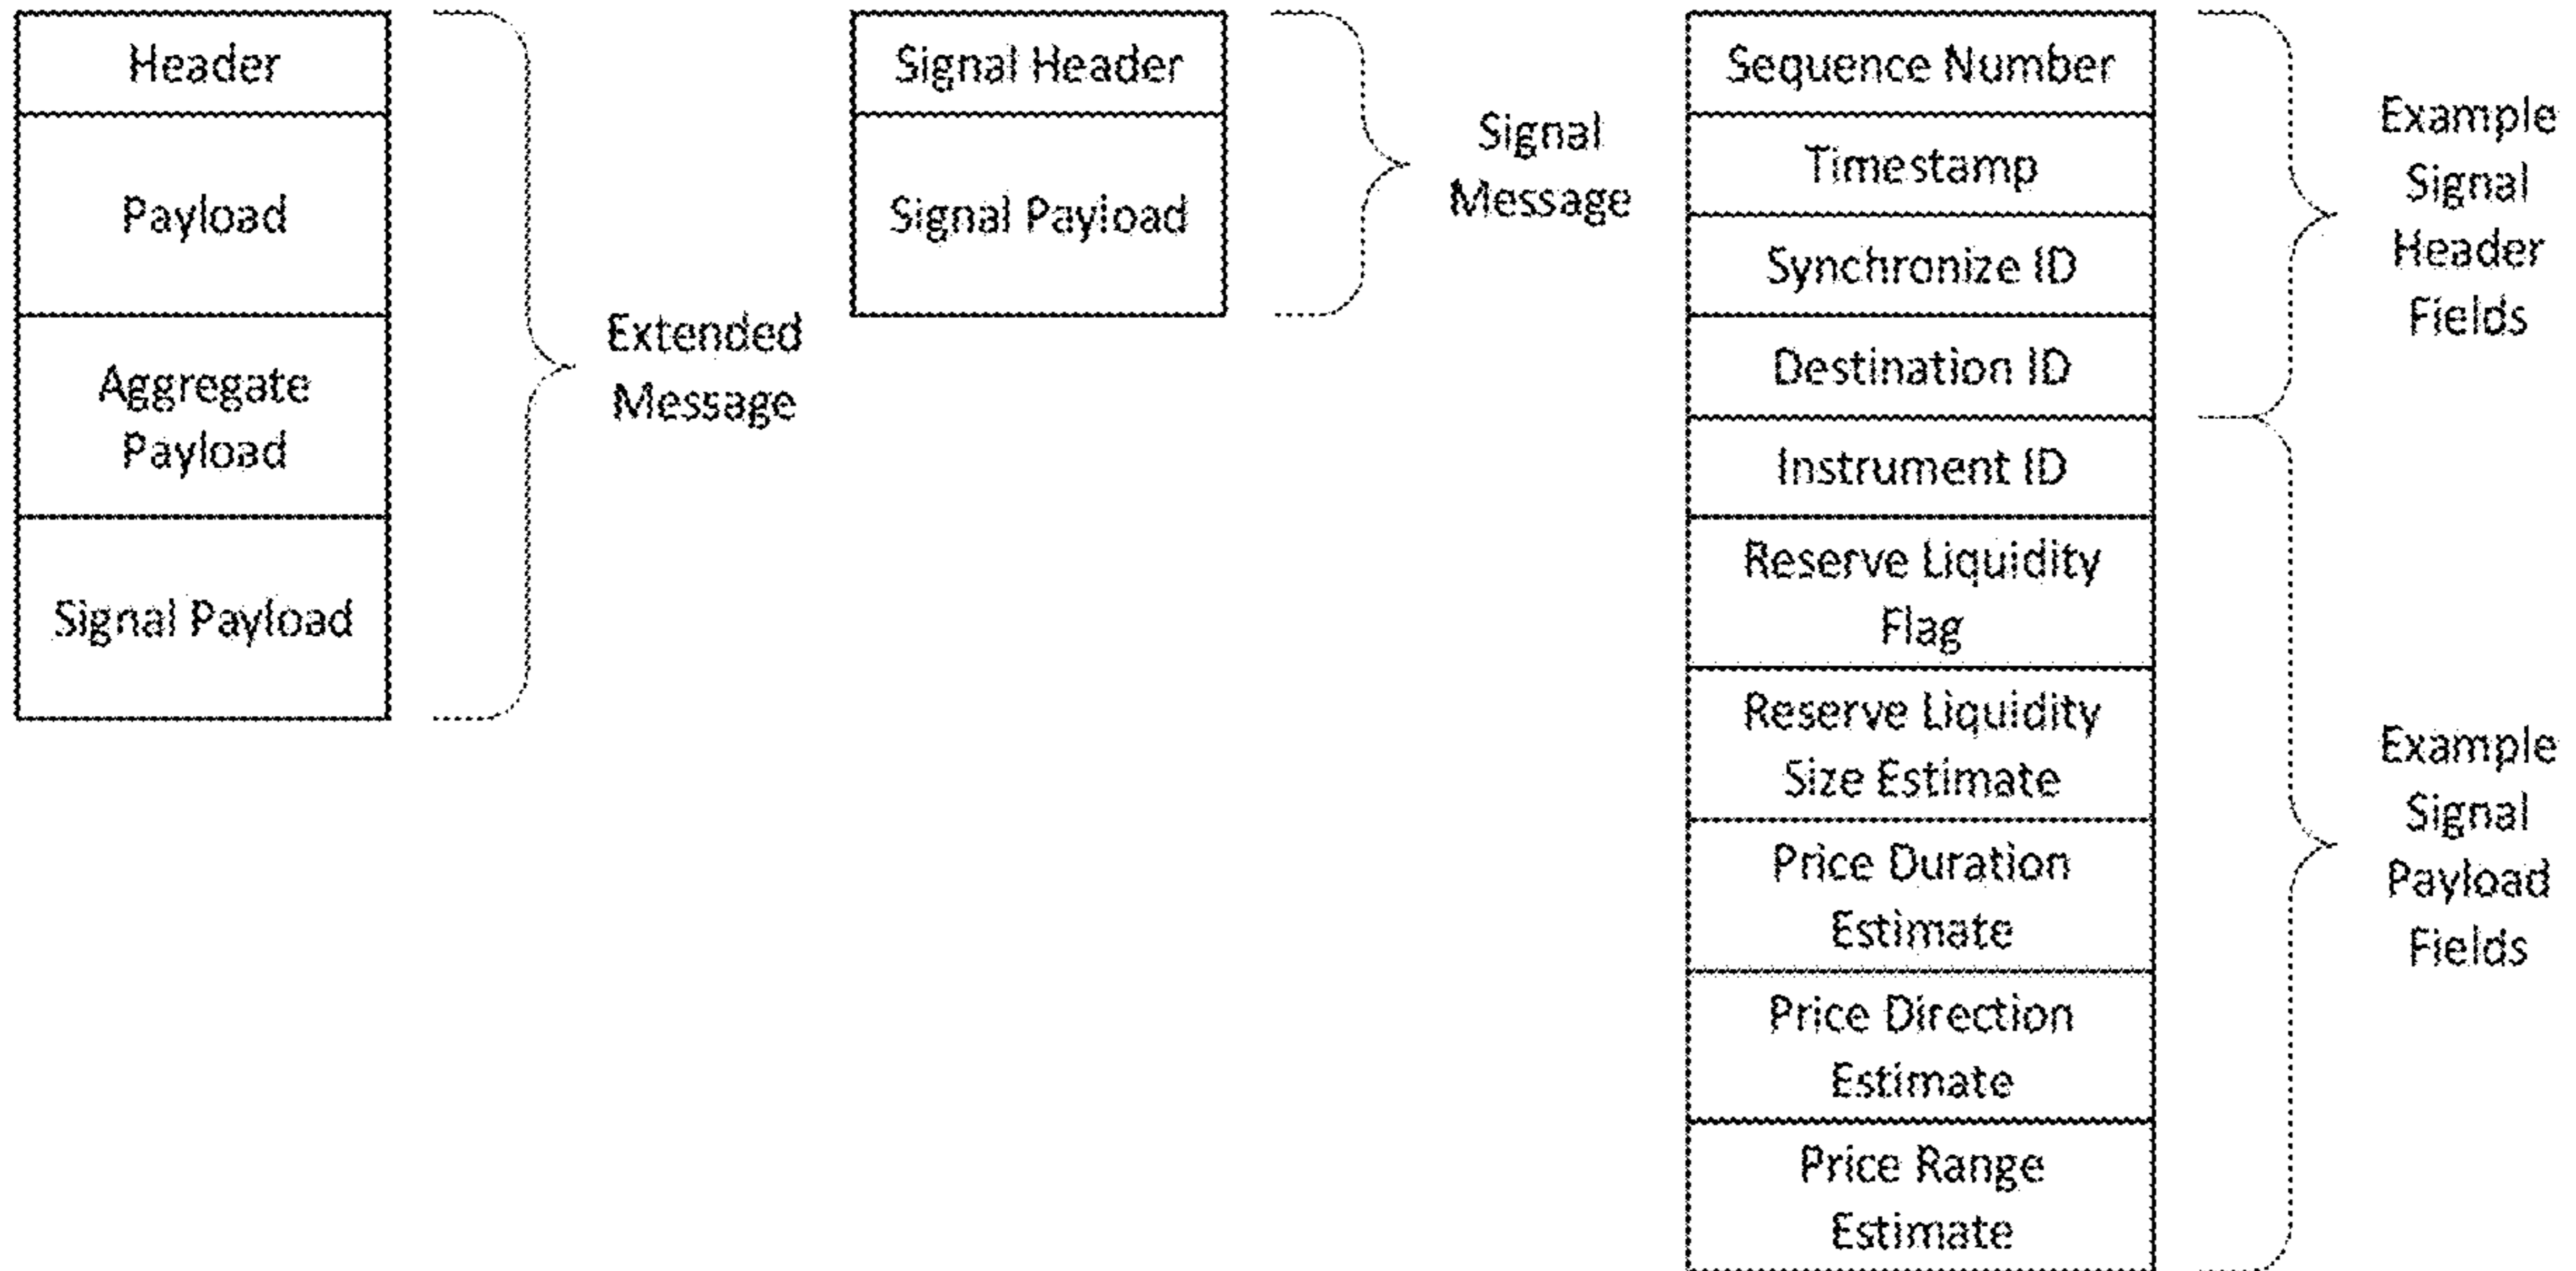 Header
Payload
Aggregate
Payload
Signal Payload
Extended
Message
Signal Header
Signal Payload
Signal
Message
Sequence Number
Timestamp
Synchronize ID
Destination ID
Instrument ID
Reserve Liquidity
Flag
Reserve Liquidity
Size Estimate
Price Duration
Estimate
Price Direction
Estimate
Price Range
Estimate
Example
Signal
Header
Fields
Example
Signal
Payload
Fields